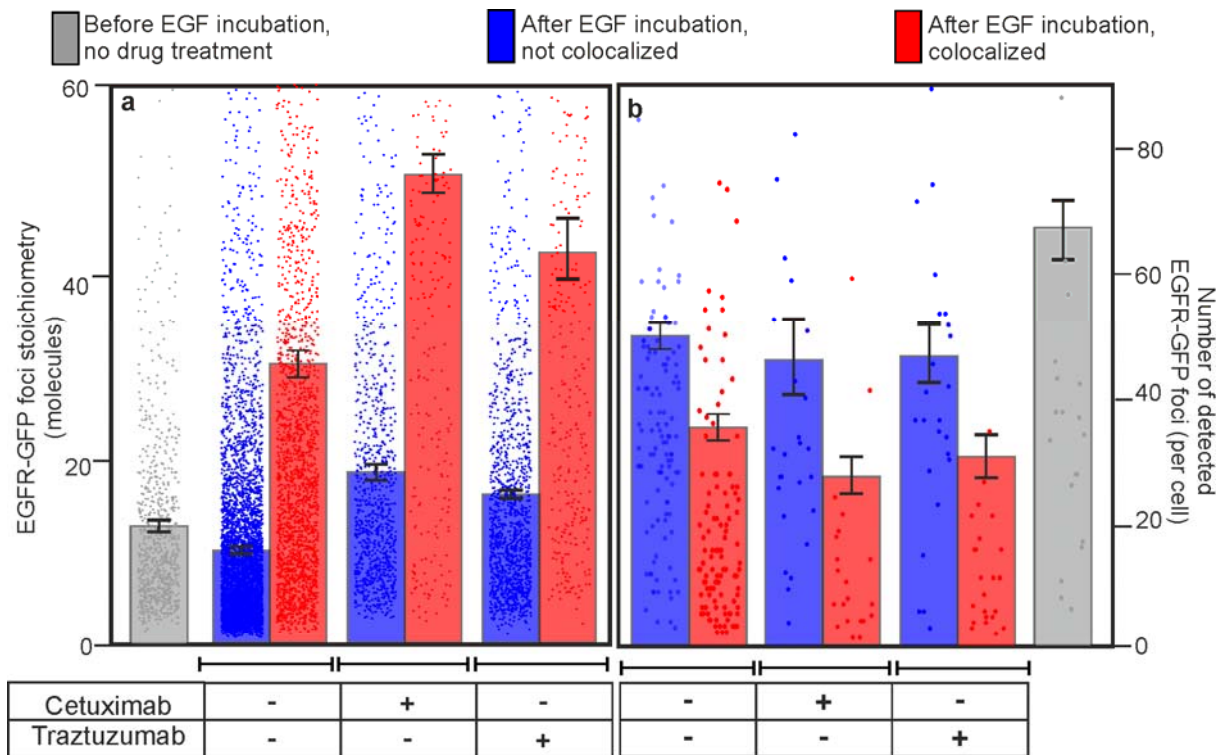 Before EGF incubation,
no drug treatment
After EGF incubation,
not colocalized
After EGF incubation,
colocalized
a
60
40
20
0
EGFR-GFP foci stoichiometry
(molecules)
b
80
60
40
20
0
Number of detected
EGFR-GFP foci (per cell)
Cetuximab - + - - + -
Traztuzumab - - + - - +